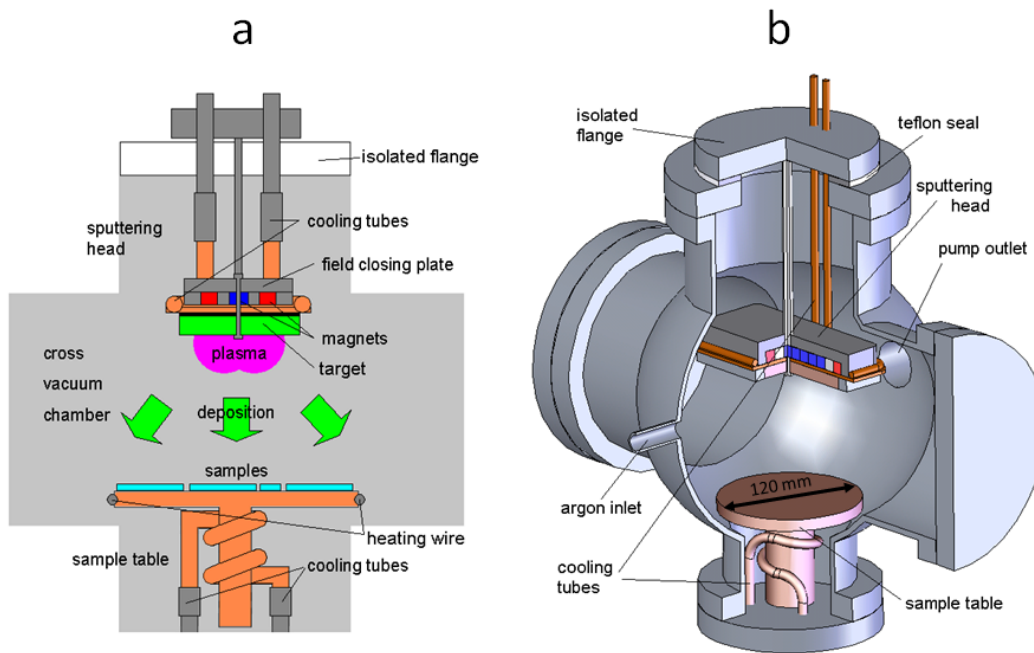 a
isolated flange
sputtering
head
cooling tubes
field closing plate
magnets
plasma
target
cross
vacuum
chamber
deposition
samples
heating wire
sample table
cooling tubes
b
isolated
flange
teflon seal
sputtering
head
pump outlet
argon inlet
120 mm
cooling
tubes
sample table